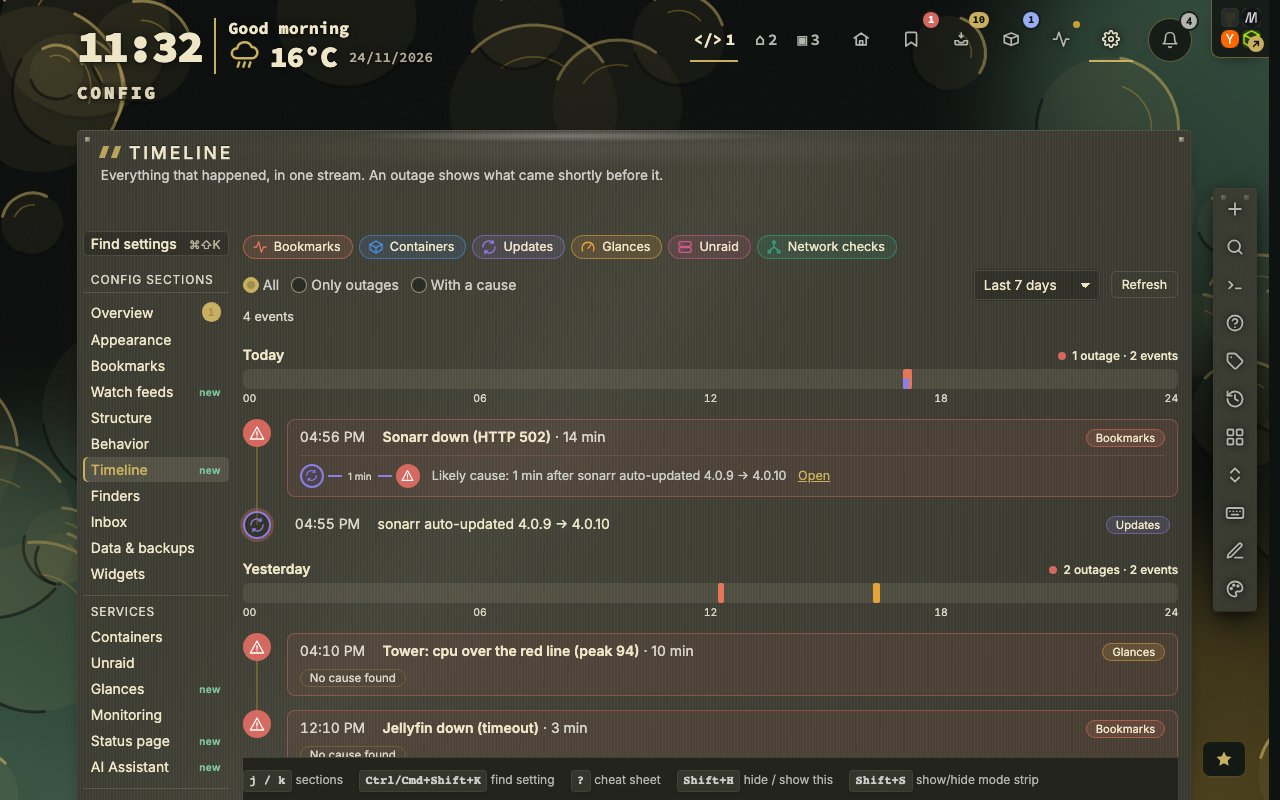 11:32
Good morning
16°C 24/11/2026
CONFIG
</> 1
2
3
1
10
1
4
M
Y
TIMELINE
Everything that happened, in one stream. An outage shows what came shortly before it.
Find settings ⌘⇧K
CONFIG SECTIONS
Overview 1
Appearance
Bookmarks
Watch feeds new
Structure
Behavior
Timeline new
Finders
Inbox
Data & backups
Widgets
SERVICES
Containers
Unraid
Glances new
Monitoring
Status page new
AI Assistant new
Bookmarks Containers Updates Glances Unraid Network checks
All Only outages With a cause
Last 7 days Refresh
4 events
Today 1 outage · 2 events
00 06 12 18 24
04:56 PM Sonarr down (HTTP 502) · 14 min Bookmarks
1 min Likely cause: 1 min after sonarr auto-updated 4.0.9 → 4.0.10 Open
04:55 PM sonarr auto-updated 4.0.9 → 4.0.10 Updates
Yesterday 2 outages · 2 events
00 06 12 18 24
04:10 PM Tower: cpu over the red line (peak 94) · 10 min Glances
No cause found
12:10 PM Jellyfin down (timeout) · 3 min Bookmarks
No cause found
j / k sections Ctrl/Cmd+Shift+K find setting ? cheat sheet Shift+H hide / show this Shift+S show/hide mode strip